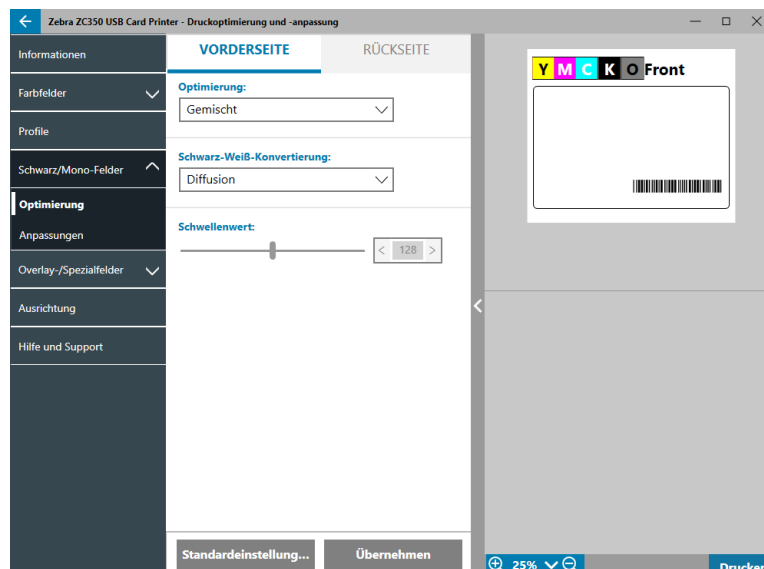 Zebra ZC350 USB Card Printer - Druckoptimierung und -anpassung
Informationen
Farbfelder
Profile
Schwarz/Mono-Felder
Optimierung
Anpassungen
Overlay-/Spezialfelder
Ausrichtung
Hilfe und Support
VORDERSEITE
RÜCKSEITE
Optimierung:
Gemischt
Schwarz-Weiß-Konvertierung:
Diffusion
Schwellenwert:
< 128 >
Standardeinstellung...
Übernehmen
Y M C K O Front
25%
Drucken